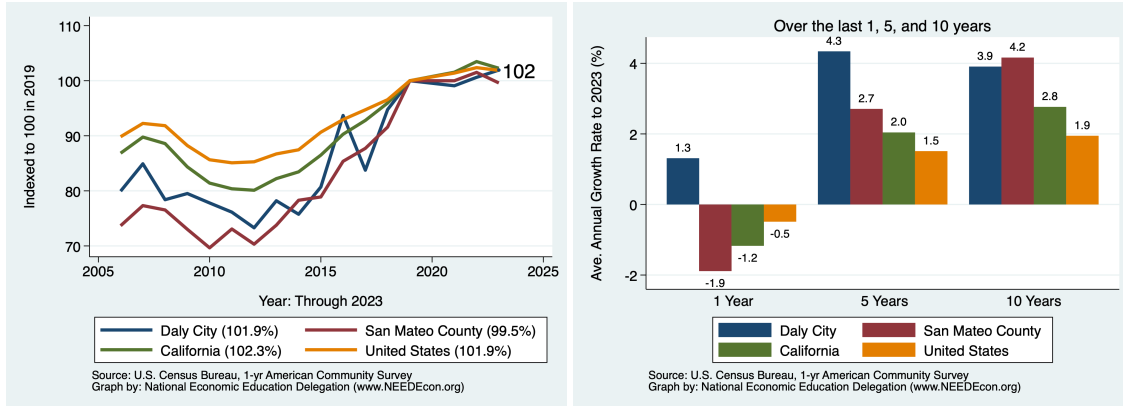 110
100
90
80
70
Indexed to 100 in 2019
102
2005
2010
2015
2020
2025
Year: Through 2023
Daly City (101.9%)
San Mateo County (99.5%)
California (102.3%)
United States (101.9%)
Source: U.S. Census Bureau, 1-yr American Community Survey
Graph by: National Economic Education Delegation (www.NEEDEcon.org)
Over the last 1, 5, and 10 years
Ave. Annual Growth Rate to 2023 (%)
4
2
0
-2
1.3
-1.9
-1.2
-0.5
4.3
2.7
2.0
1.5
3.9
4.2
2.8
1.9
1 Year
5 Years
10 Years
Daly City
San Mateo County
California
United States
Source: U.S. Census Bureau, 1-yr American Community Survey
Graph by: National Economic Education Delegation (www.NEEDEcon.org)